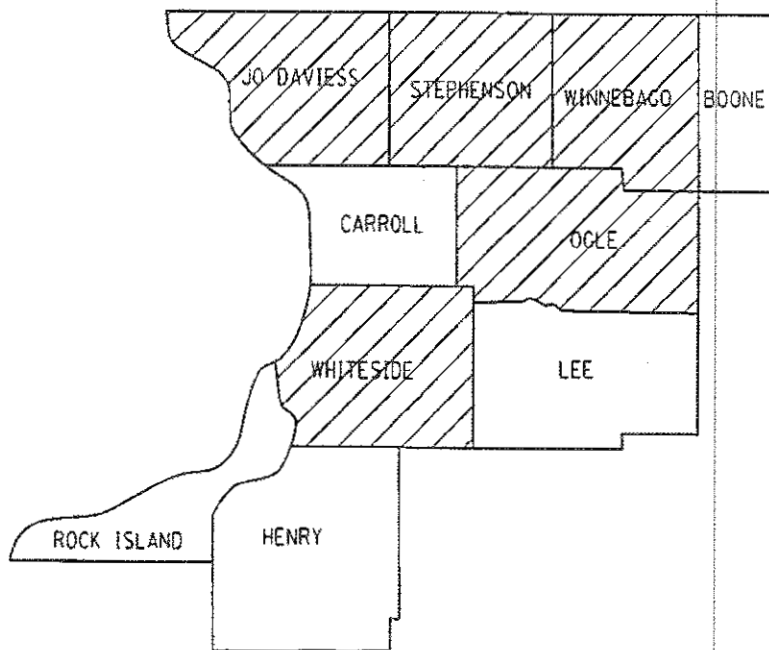 JO DAVIESS
STEPHENSON
WINNEBAGO
BOONE
CARROLL
OGLE
WHITESIDE
LEE
ROCK ISLAND
HENRY